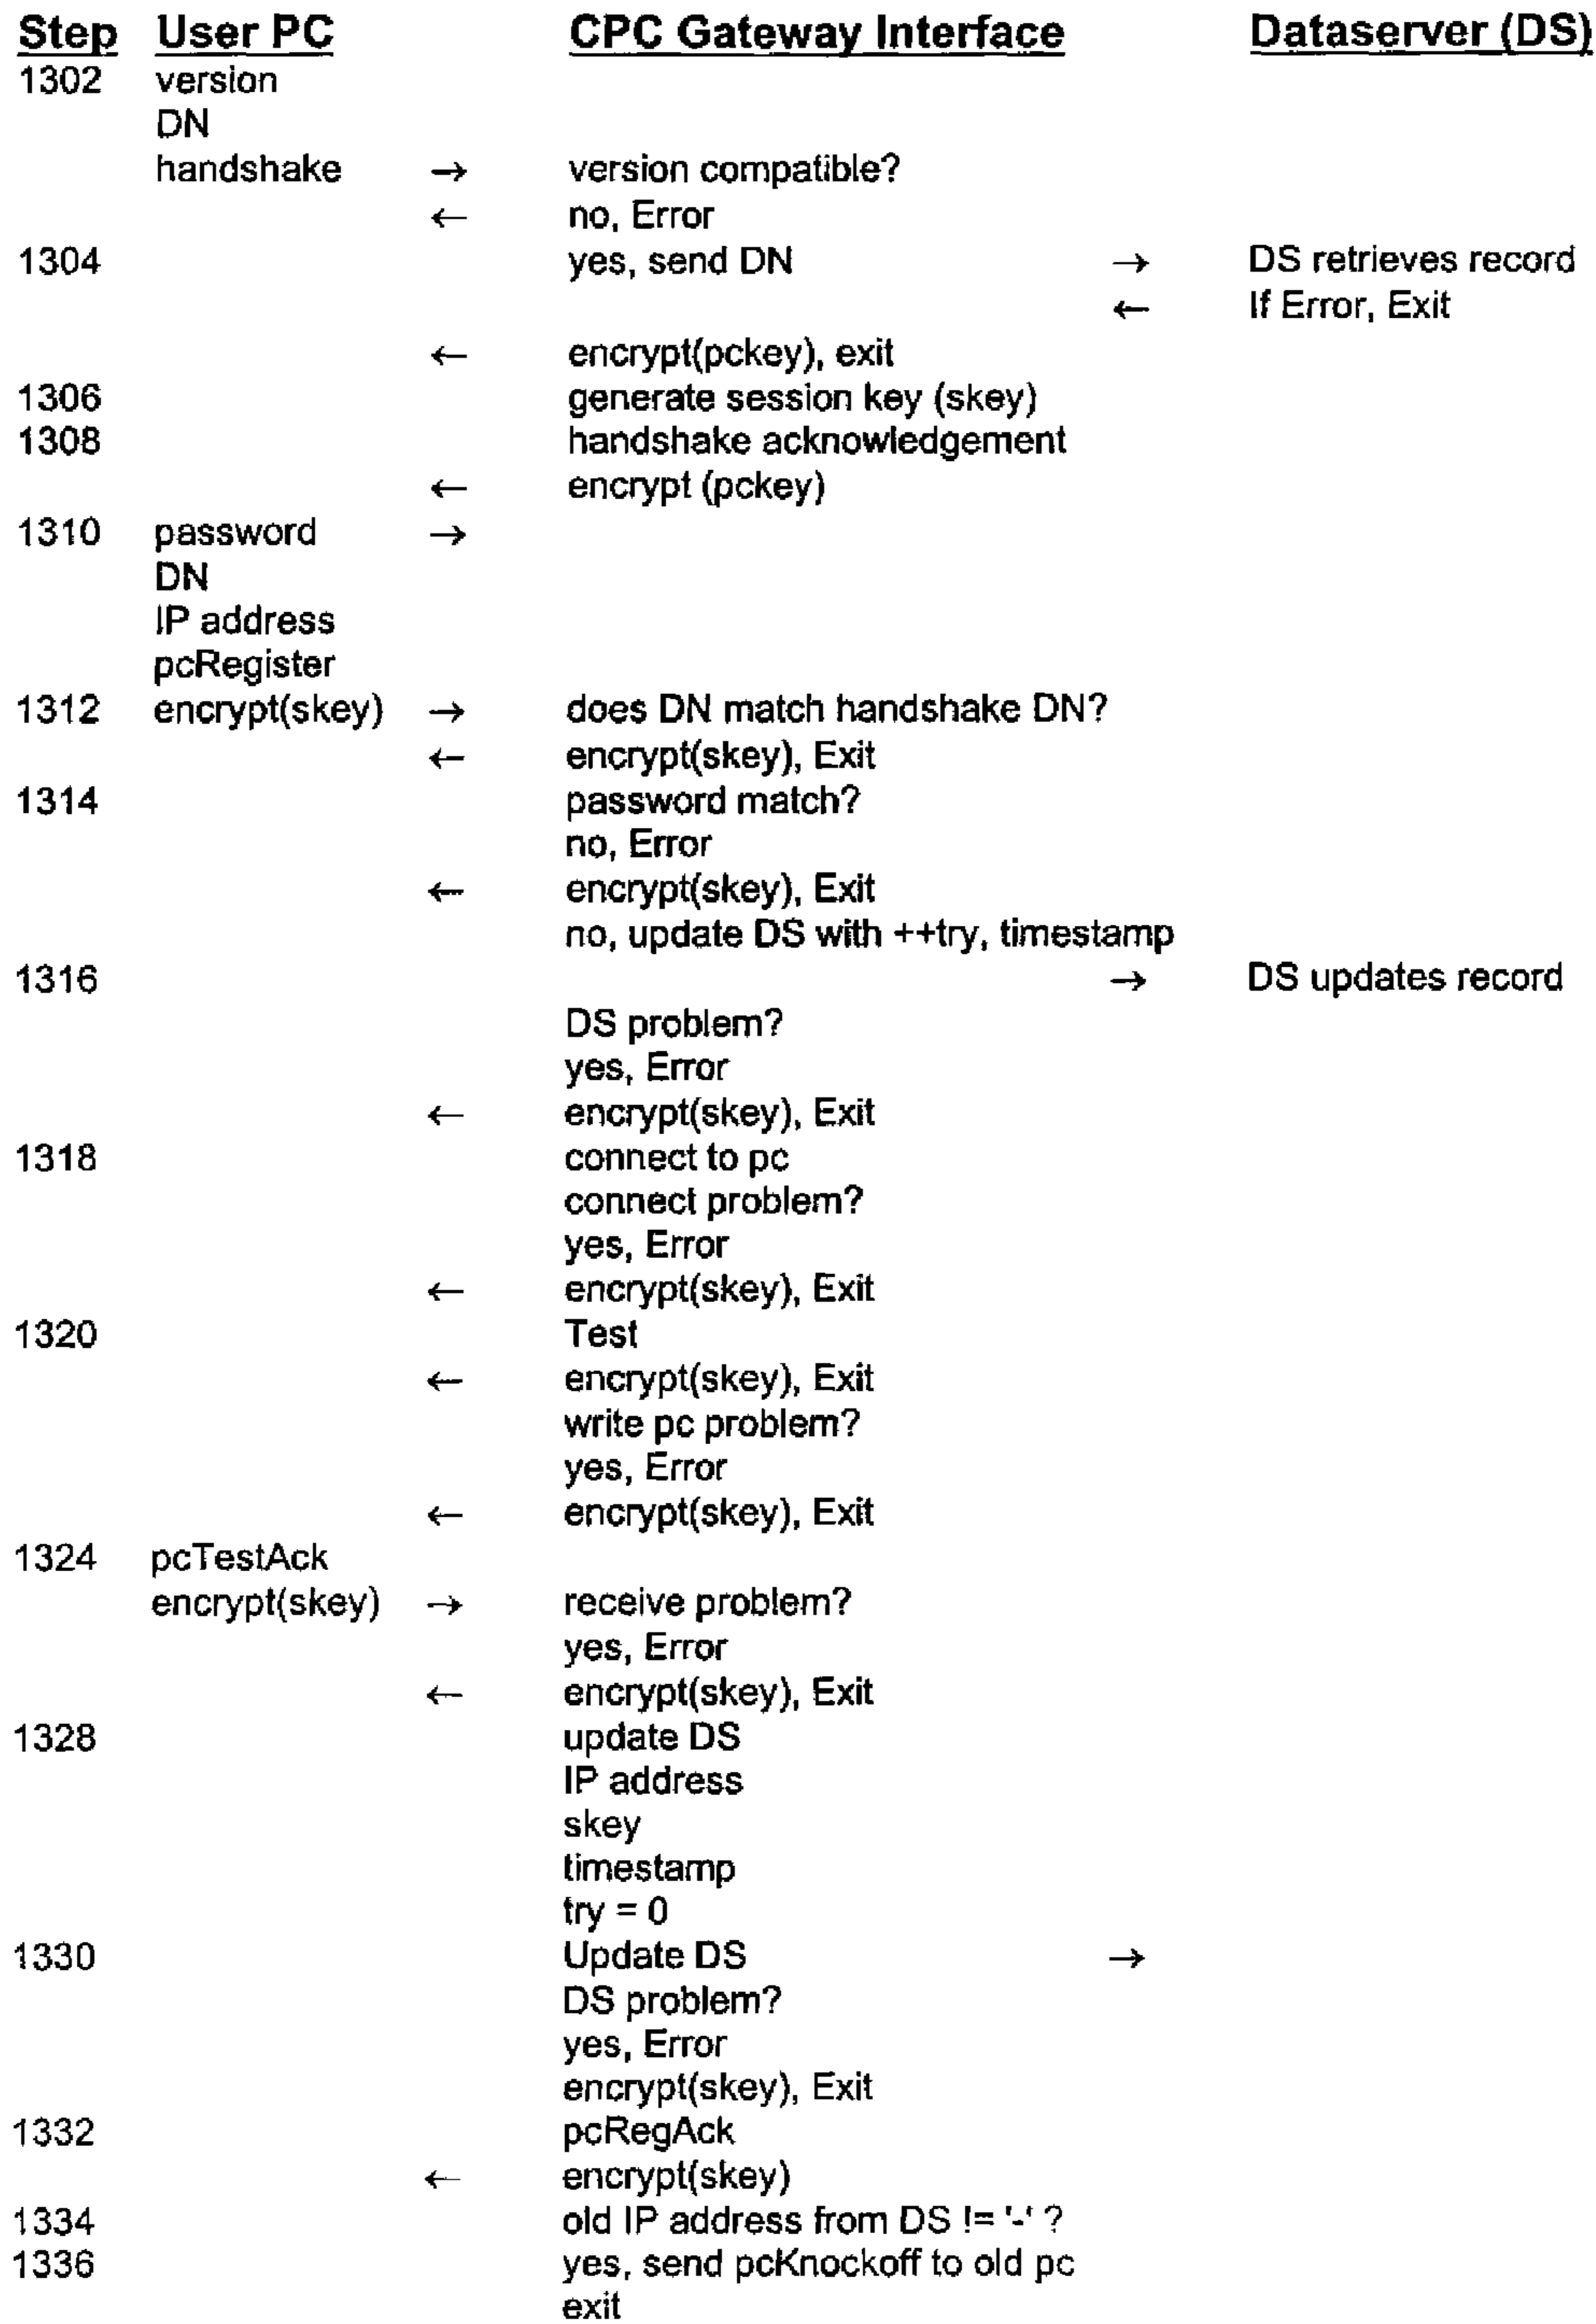 Step User PC CPC Gateway Interface Dataserver (DS)
1302 version
DN
handshake → version compatible?
← no, Error
1304 yes, send DN → DS retrieves record
← If Error, Exit
← encrypt(pckey), exit
1306 generate session key (skey)
1308 handshake acknowledgement
← encrypt (pckey)
1310 password →
DN
IP address
pcRegister
1312 encrypt(skey) → does DN match handshake DN?
← encrypt(skey), Exit
1314 password match?
no, Error
← encrypt(skey), Exit
no, update DS with ++try, timestamp
1316 → DS updates record
DS problem?
yes, Error
← encrypt(skey), Exit
1318 connect to pc
connect problem?
yes, Error
← encrypt(skey), Exit
1320 Test
← encrypt(skey), Exit
write pc problem?
yes, Error
← encrypt(skey), Exit
1324 pcTestAck
encrypt(skey) → receive problem?
yes, Error
← encrypt(skey), Exit
1328 update DS
IP address
skey
timestamp
try = 0
1330 Update DS →
DS problem?
yes, Error
encrypt(skey), Exit
1332 pcRegAck
← encrypt(skey)
1334 old IP address from DS != '-' ?
1336 yes, send pcKnockoff to old pc
exit